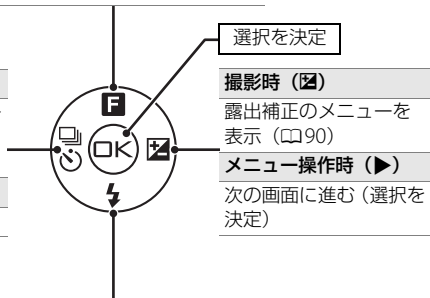 選択を決定
撮影時（）
露出補正のメニューを
表示（90）
メニュー操作時（▶）
次の画面に進む（選択を
決定）
F
OK